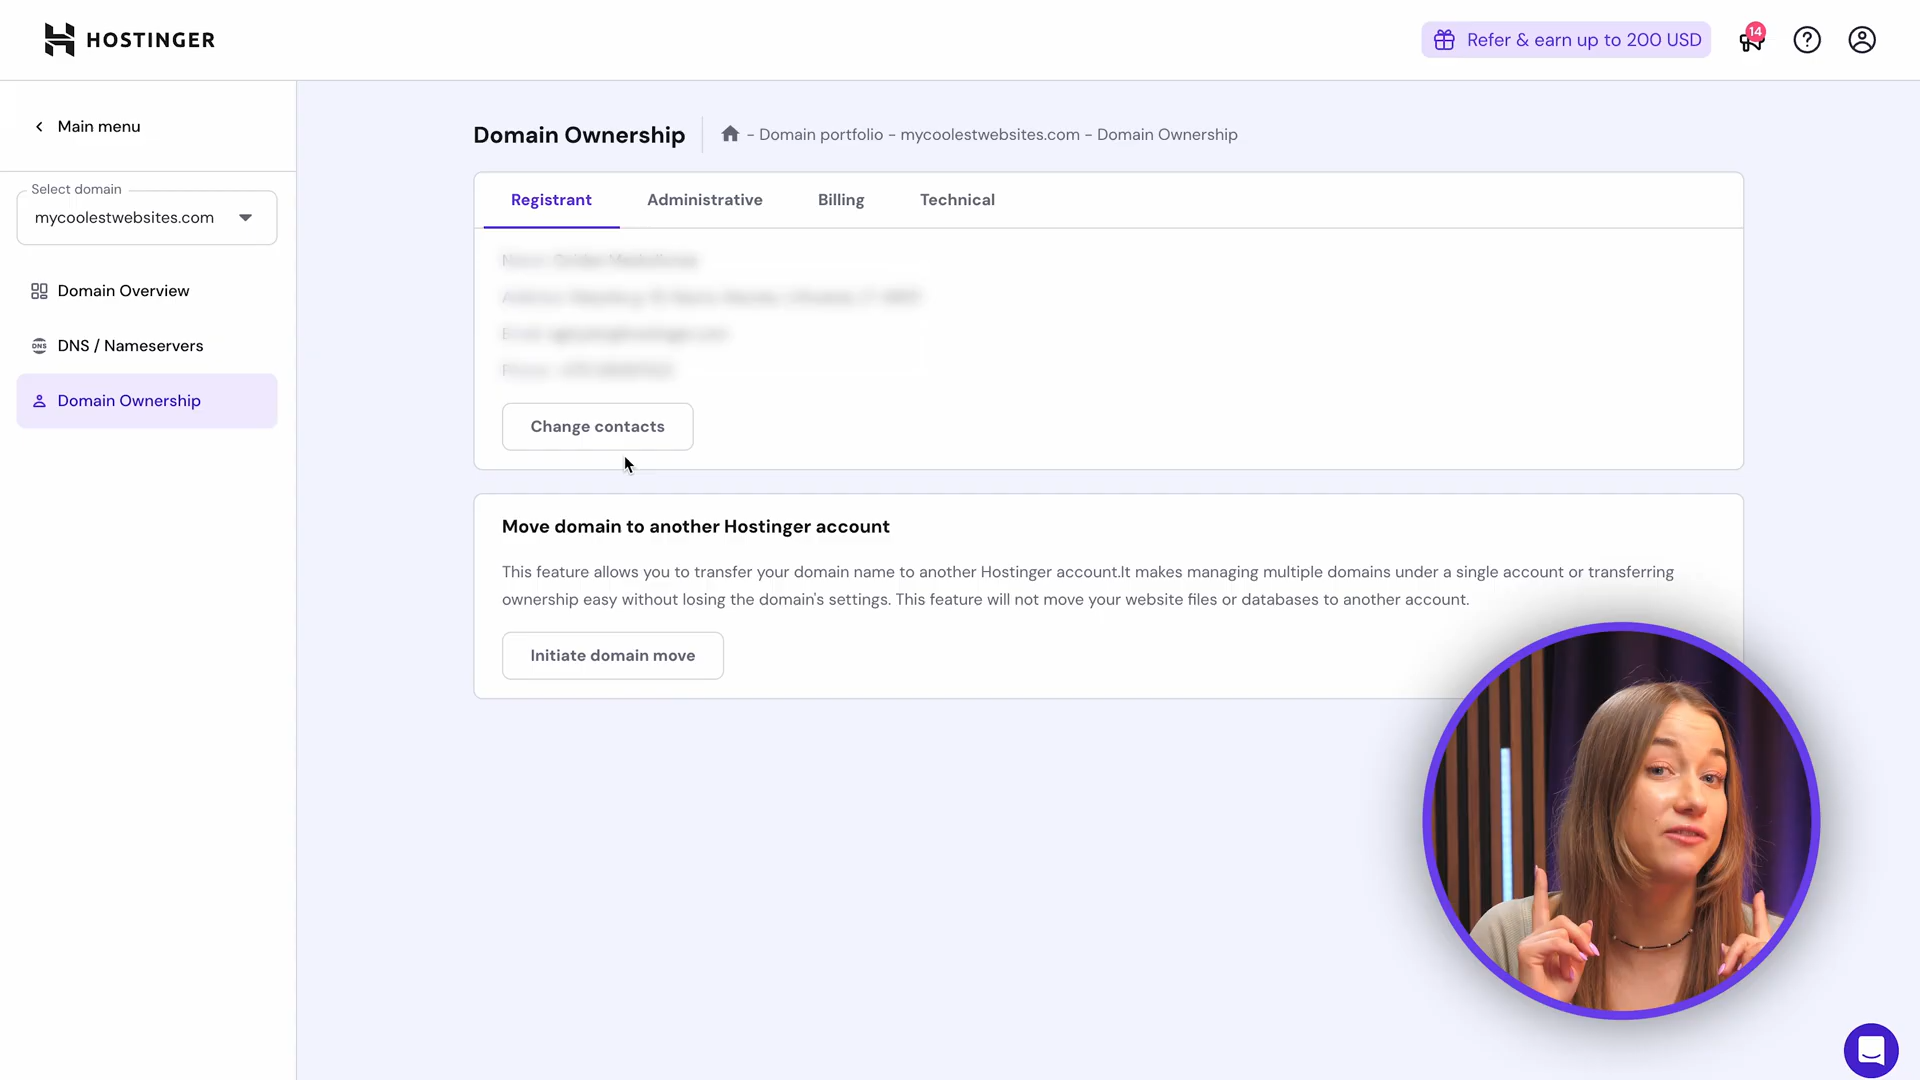 HOSTINGER
Refer & earn up to 200 USD
14
Main menu
Select domain
mycoolestwebsites.com
Domain Overview
DNS
DNS / Nameservers
Domain Ownership
Domain Ownership
- Domain portfolio - mycoolestwebsites.com - Domain Ownership
Registrant
Administrative
Billing
Technical
Change contacts
Move domain to another Hostinger account
This feature allows you to transfer your domain name to another Hostinger account.It makes managing multiple domains under a single account or transferring
ownership easy without losing the domain's settings. This feature will not move your website files or databases to another account.
Initiate domain move